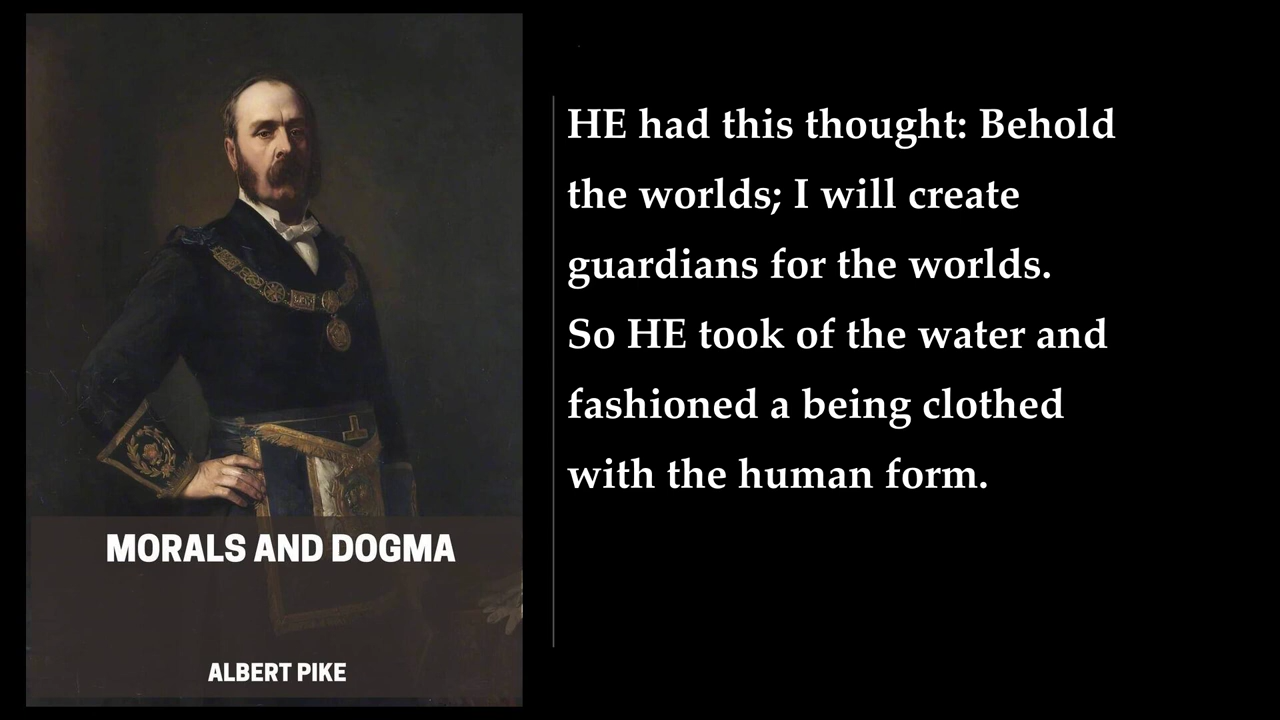 MORALS AND DOGMA
ALBERT PIKE
HE had this thought: Behold
the worlds; I will create
guardians for the worlds.
So HE took of the water and
fashioned a being clothed
with the human form.